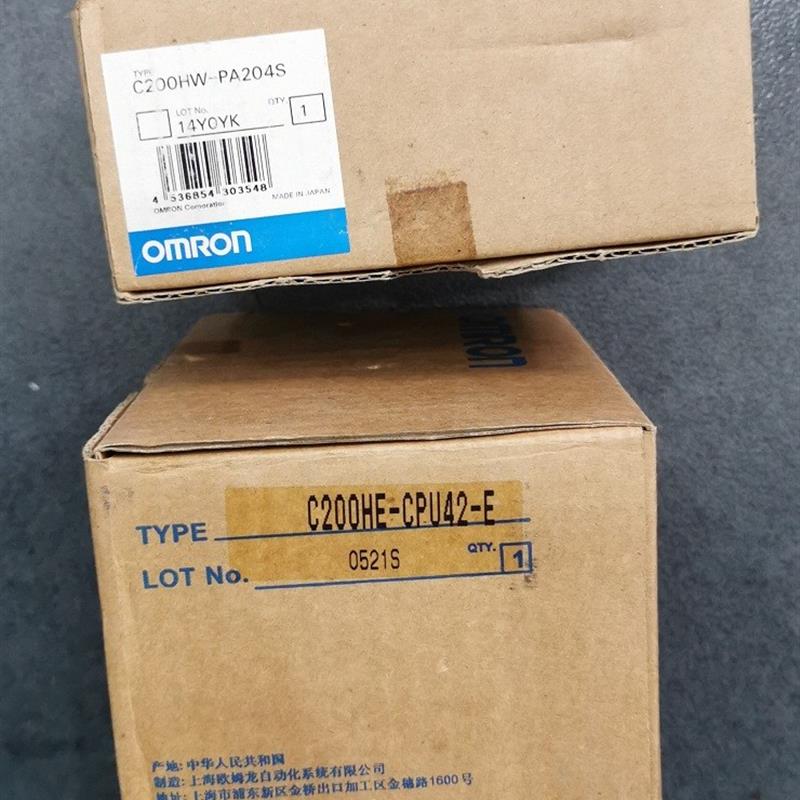 TYPE
C200HW-PA204S
LOT No. QTY
14Y0YK 1
4 536854 303548
OMRON Corporation MADE IN JAPAN
OMRON
OMRON
TYPE C200HE-CPU42-E
LOT No. 0521S QTY. 1
产地: 中华人民共和国
制造: 上海欧姆龙自动化系统有限公司
地址: 上海市浦东新区金桥出口加工区金穗路1600号